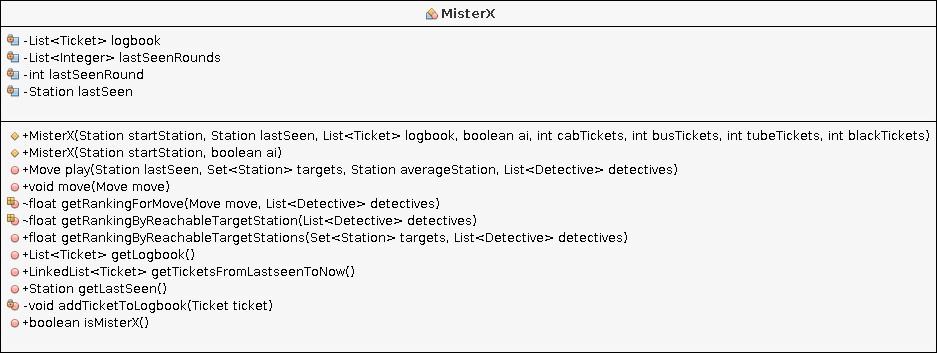 MisterX
-List<Ticket> logbook
-List<Integer> lastSeenRounds
-int lastSeenRound
-Station lastSeen
+MisterX(Station startStation, Station lastSeen, List<Ticket> logbook, boolean ai, int cabTickets, int busTickets, int tubeTickets, int blackTickets)
+MisterX(Station startStation, boolean ai)
+Move play(Station lastSeen, Set<Station> targets, Station averageStation, List<Detective> detectives)
+void move(Move move)
~float getRankingForMove(Move move, List<Detective> detectives)
~float getRankingByReachableTargetStation(List<Detective> detectives)
+float getRankingByReachableTargetStations(Set<Station> targets, List<Detective> detectives)
+List<Ticket> getLogbook()
+LinkedList<Ticket> getTicketsFromLastseenToNow()
+Station getLastSeen()
-void addTicketToLogbook(Ticket ticket)
+boolean isMisterX()